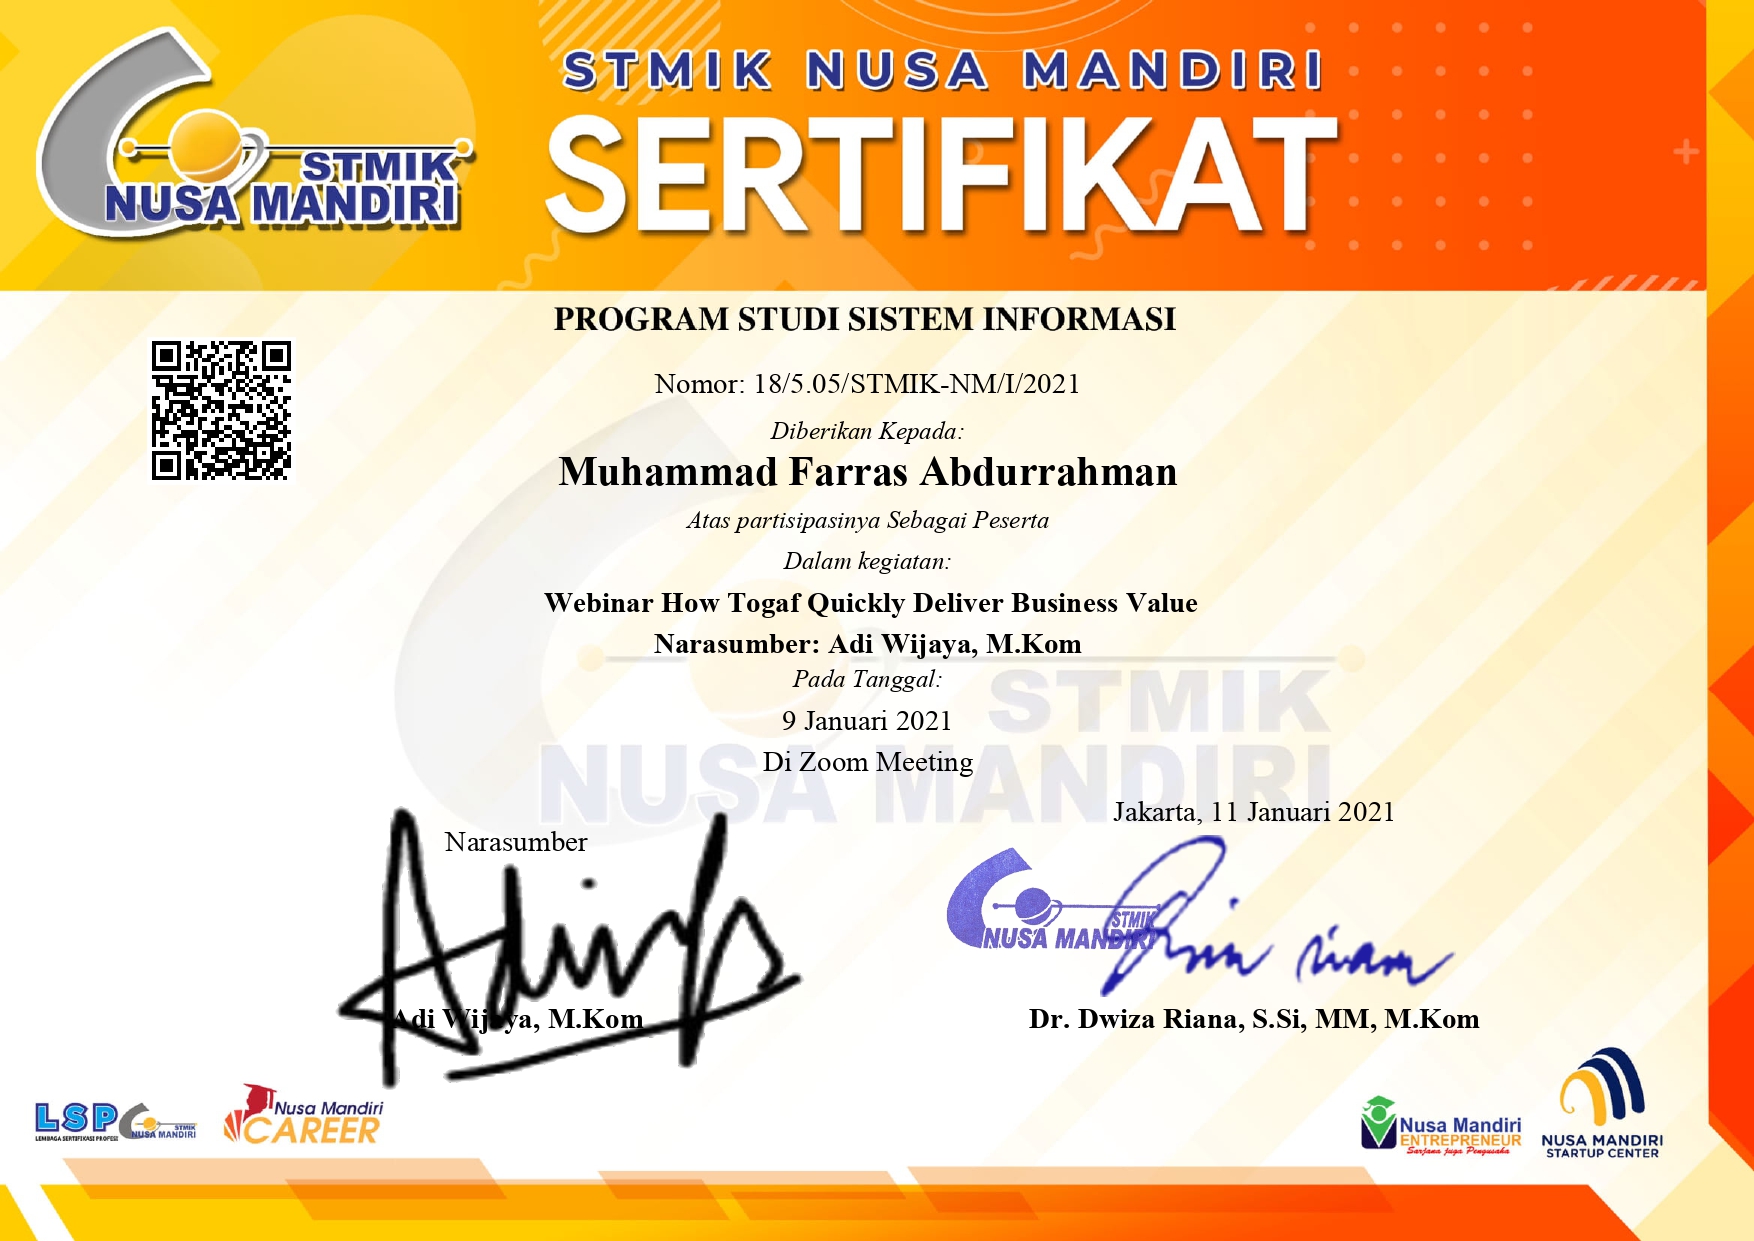 STMIK NUSA MANDIRI
SERTIFIKAT
STMIK
NUSA MANDIRI
PROGRAM STUDI SISTEM INFORMASI
Nomor: 18/5.05/STMIK-NM/I/2021
Diberikan Kepada:
Muhammad Farras Abdurrahman
Atas partisipasinya Sebagai Peserta
Dalam kegiatan:
Webinar How Togaf Quickly Deliver Business Value
Narasumber: Adi Wijaya, M.Kom
Pada Tanggal:
9 Januari 2021
Di Zoom Meeting
STMIK
NUSA MANDIRI
Jakarta, 11 Januari 2021
Narasumber
STMIK
NUSA MANDIRI
Adi Wijaya, M.Kom
Dr. Dwiza Riana, S.Si, MM, M.Kom
LSP
LEMBAGA SERTIFIKASI PROFESI
STMIK
NUSA MANDIRI
Nusa Mandiri
CAREER
Nusa Mandiri
ENTREPRENEUR
Sarjana juga Pengusaha
NUSA MANDIRI
STARTUP CENTER